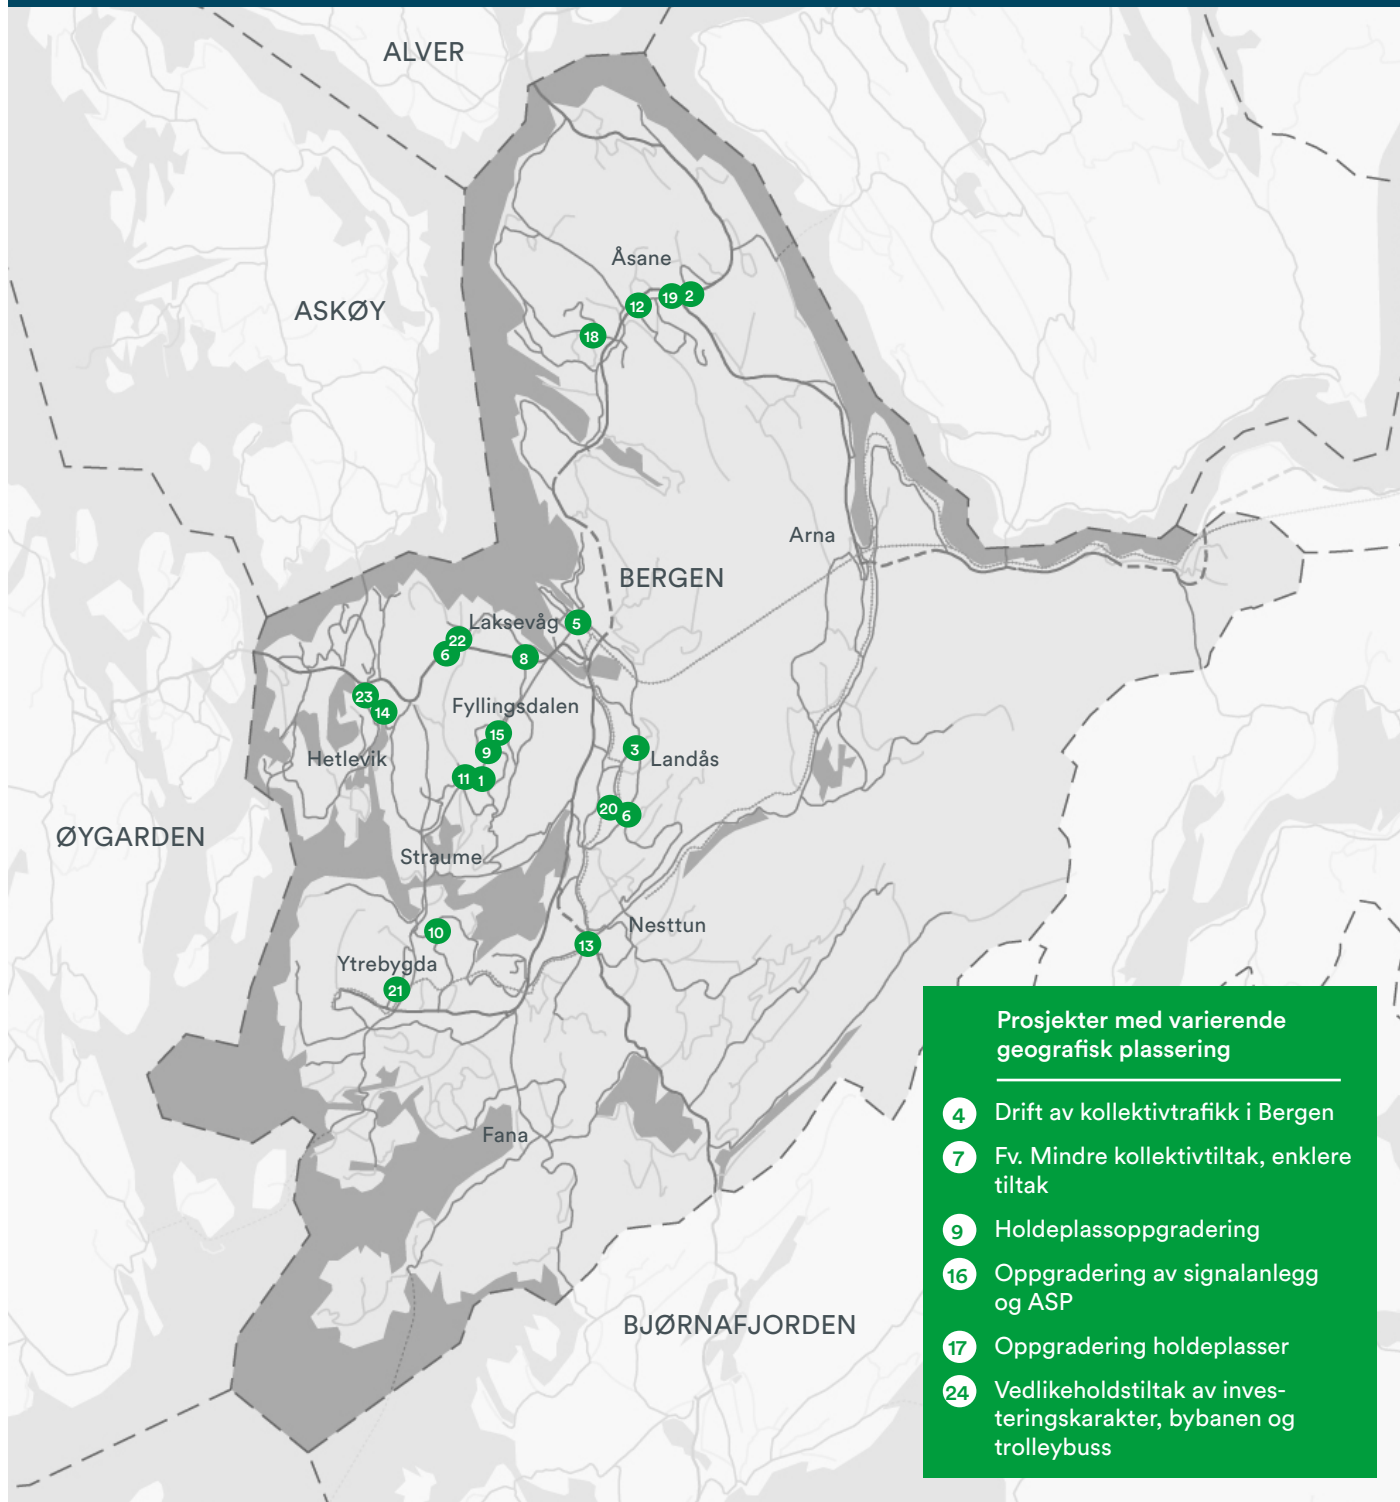 ALVER
Åsane
19
2
12
ASKØY
18
Arna
BERGEN
Laksevåg
5
22
6
8
23
14
Fyllingsdalen
15
9
3
Hetlevik
Landås
11
1
20
6
ØYGARDEN
Straume
Nesttun
10
13
Ytrebygda
21
Fana
BJØRNAFJORDEN
Prosjekter med varierende
geografisk plassering
4 Drift av kollektivtrafikk i Bergen
7 Fv. Mindre kollektivtiltak, enklere
tiltak
9 Holdeplassoppgradering
16 Oppgradering av signalanlegg
og ASP
17 Oppgradering holdeplasser
24 Vedlikeholdstiltak av inves-
teringskarakter, bybanen og
trolleybuss